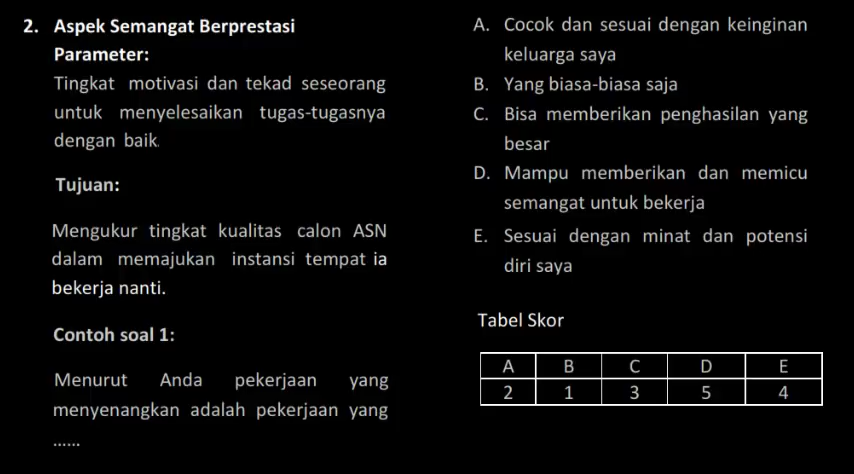 2. Aspek Semangat Berprestasi
Parameter:
Tingkat motivasi dan tekad seseorang
untuk menyelesaikan tugas-tugasnya
dengan baik.
Tujuan:
Mengukur tingkat kualitas calon ASN
dalam memajukan instansi tempat ia
bekerja nanti.
Contoh soal 1:
Menurut Anda pekerjaan yang
menyenangkan adalah pekerjaan yang
......
A. Cocok dan sesuai dengan keinginan
keluarga saya
B. Yang biasa-biasa saja
C. Bisa memberikan penghasilan yang
besar
D. Mampu memberikan dan memicu
semangat untuk bekerja
E. Sesuai dengan minat dan potensi
diri saya
Tabel Skor
A B C D E
2 1 3 5 4